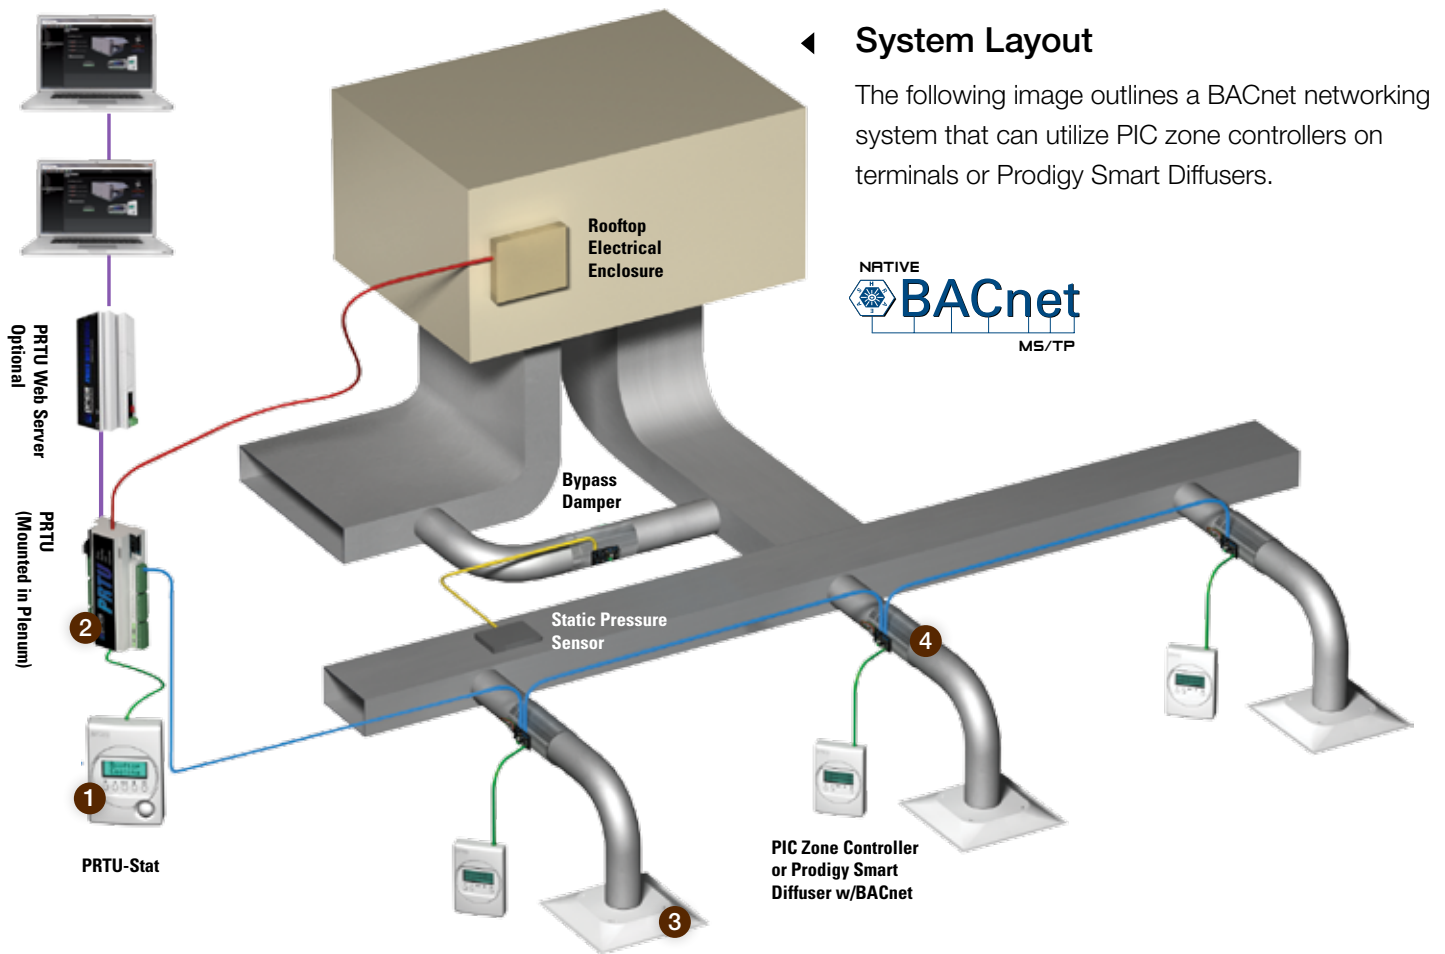 System Layout
The following image outlines a BACnet networking
system that can utilize PIC zone controllers on
terminals or Prodigy Smart Diffusers.
NATIVE
BACnet
MS/TP
Rooftop
Electrical
Enclosure
PRTU Web Server
Optional
Bypass
Damper
PRTU
(Mounted in Plenum)
PRTU
2
Static Pressure
Sensor
4
1
PRTU-Stat
PIC Zone Controller
or Prodigy Smart
Diffuser w/BACnet
3